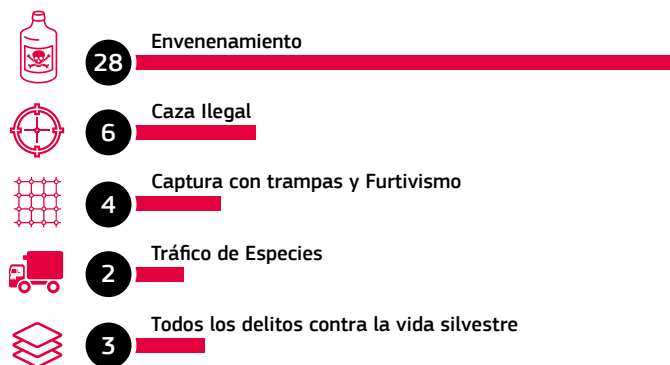 Envenenamiento
28
Caza Ilegal
6
Captura con trampas y Furtivismo
4
Tráfico de Especies
2
Todos los delitos contra la vida silvestre
3